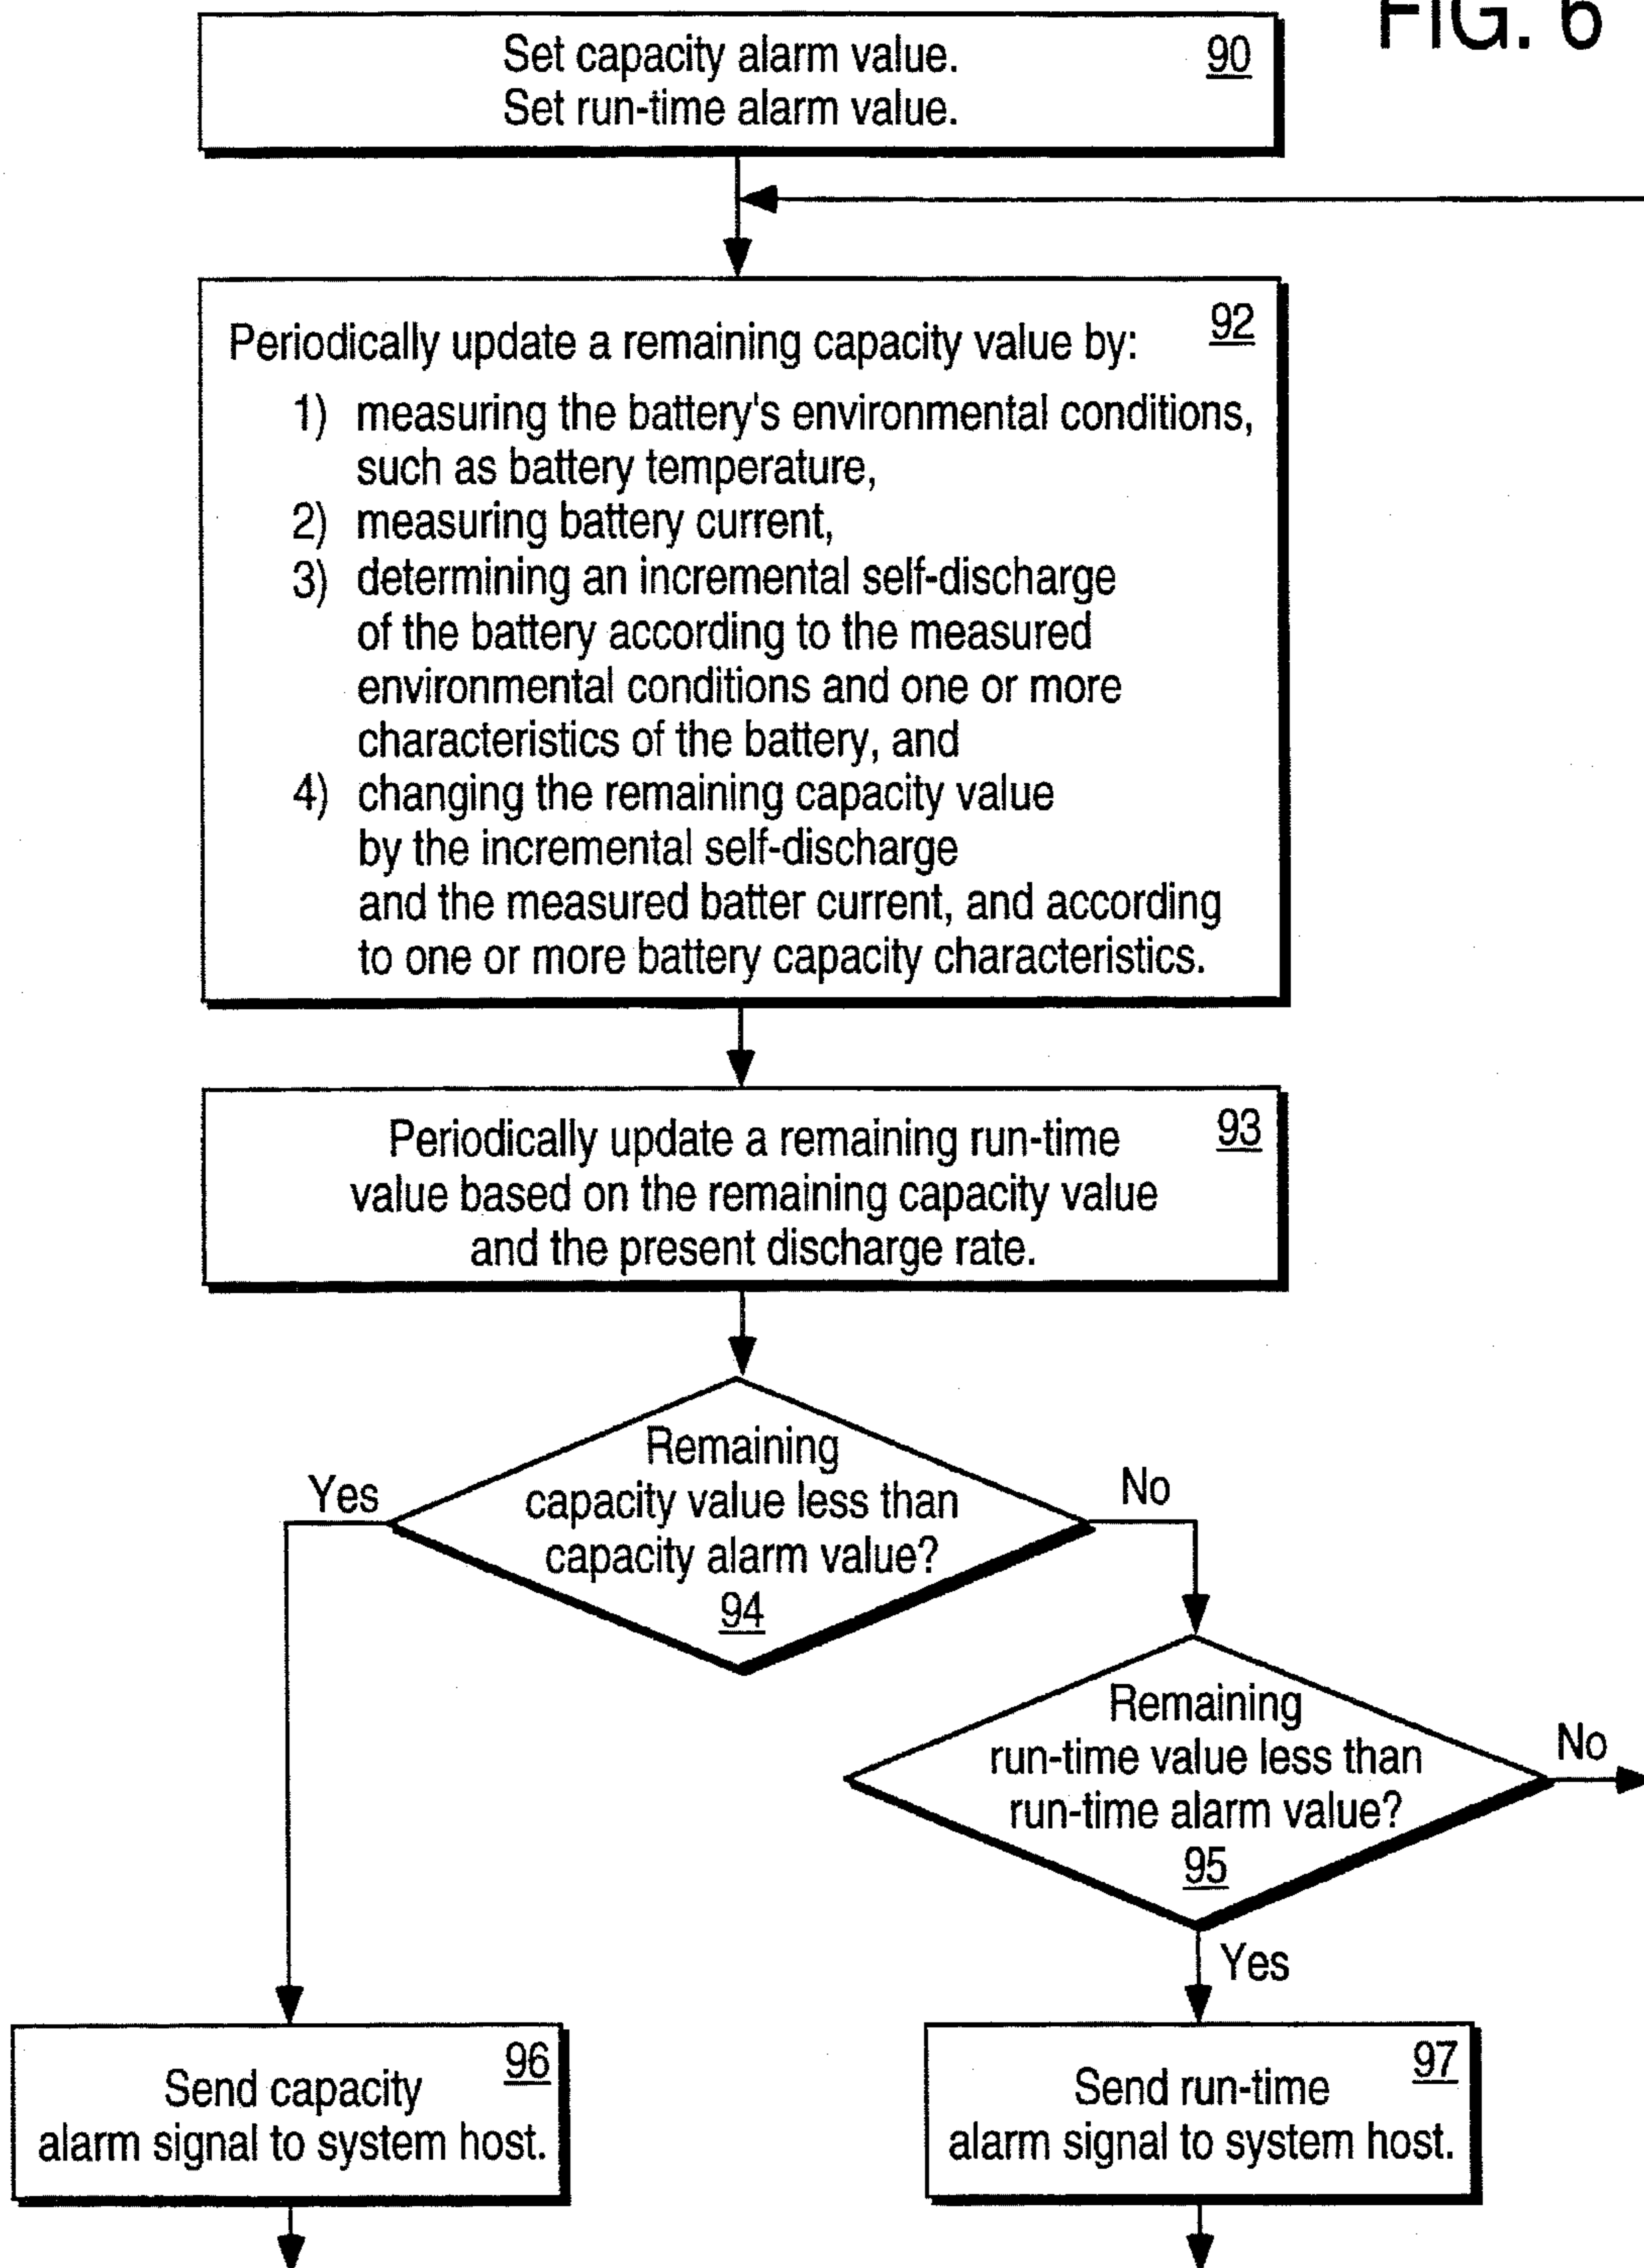 FIG. 6
Set capacity alarm value.
90
Set run-time alarm value.
92
Periodically update a remaining capacity value by:
1) measuring the battery's environmental conditions,
such as battery temperature,
2) measuring battery current,
3) determining an incremental self-discharge
of the battery according to the measured
environmental conditions and one or more
characteristics of the battery, and
4) changing the remaining capacity value
by the incremental self-discharge
and the measured batter current, and according
to one or more battery capacity characteristics.
93
Periodically update a remaining run-time
value based on the remaining capacity value
and the present discharge rate.
Remaining
capacity value less than
capacity alarm value?
94
Yes
No
Remaining
run-time value less than
run-time alarm value?
95
No
Yes
96
Send capacity
alarm signal to system host.
97
Send run-time
alarm signal to system host.